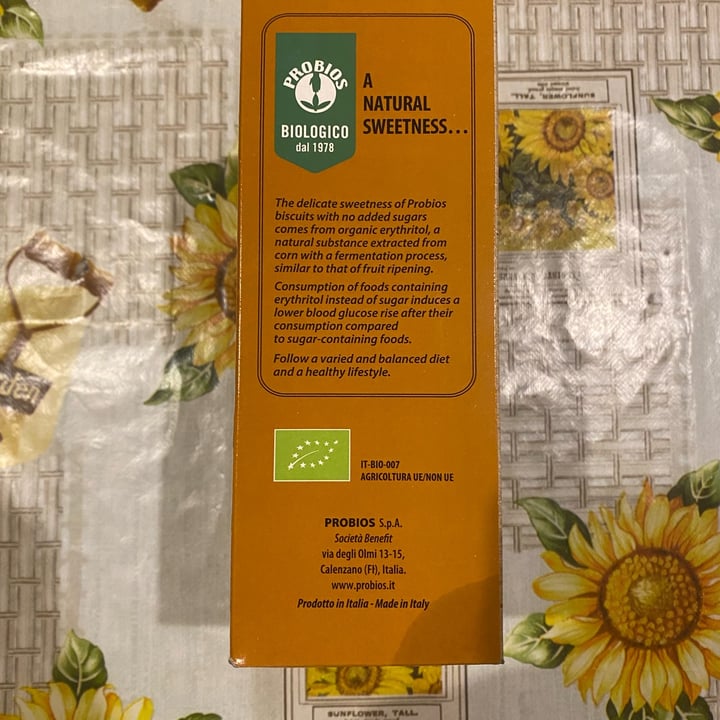 PROBIOS
BIOLOGICO
dal 1978
A
NATURAL
SWEETNESS...
The delicate sweetness of Probios
biscuits with no added sugars
comes from organic erythritol, a
natural substance extracted from
corn with a fermentation process,
similar to that of fruit ripening.
Consumption of foods containing
erythritol instead of sugar induces a
lower blood glucose rise after their
consumption compared
to sugar-containing foods.
Follow a varied and balanced diet
and a healthy lifestyle.
IT-BIO-007
AGRICOLTURA UE/NON UE
PROBIOS S.p.A.
Società Benefit
via degli Olmi 13-15,
Calenzano (FI), Italia.
www.probios.it
Prodotto in Italia - Made in Italy
SUNFLOWER, TALL.
SUNFLOWER, TALL.